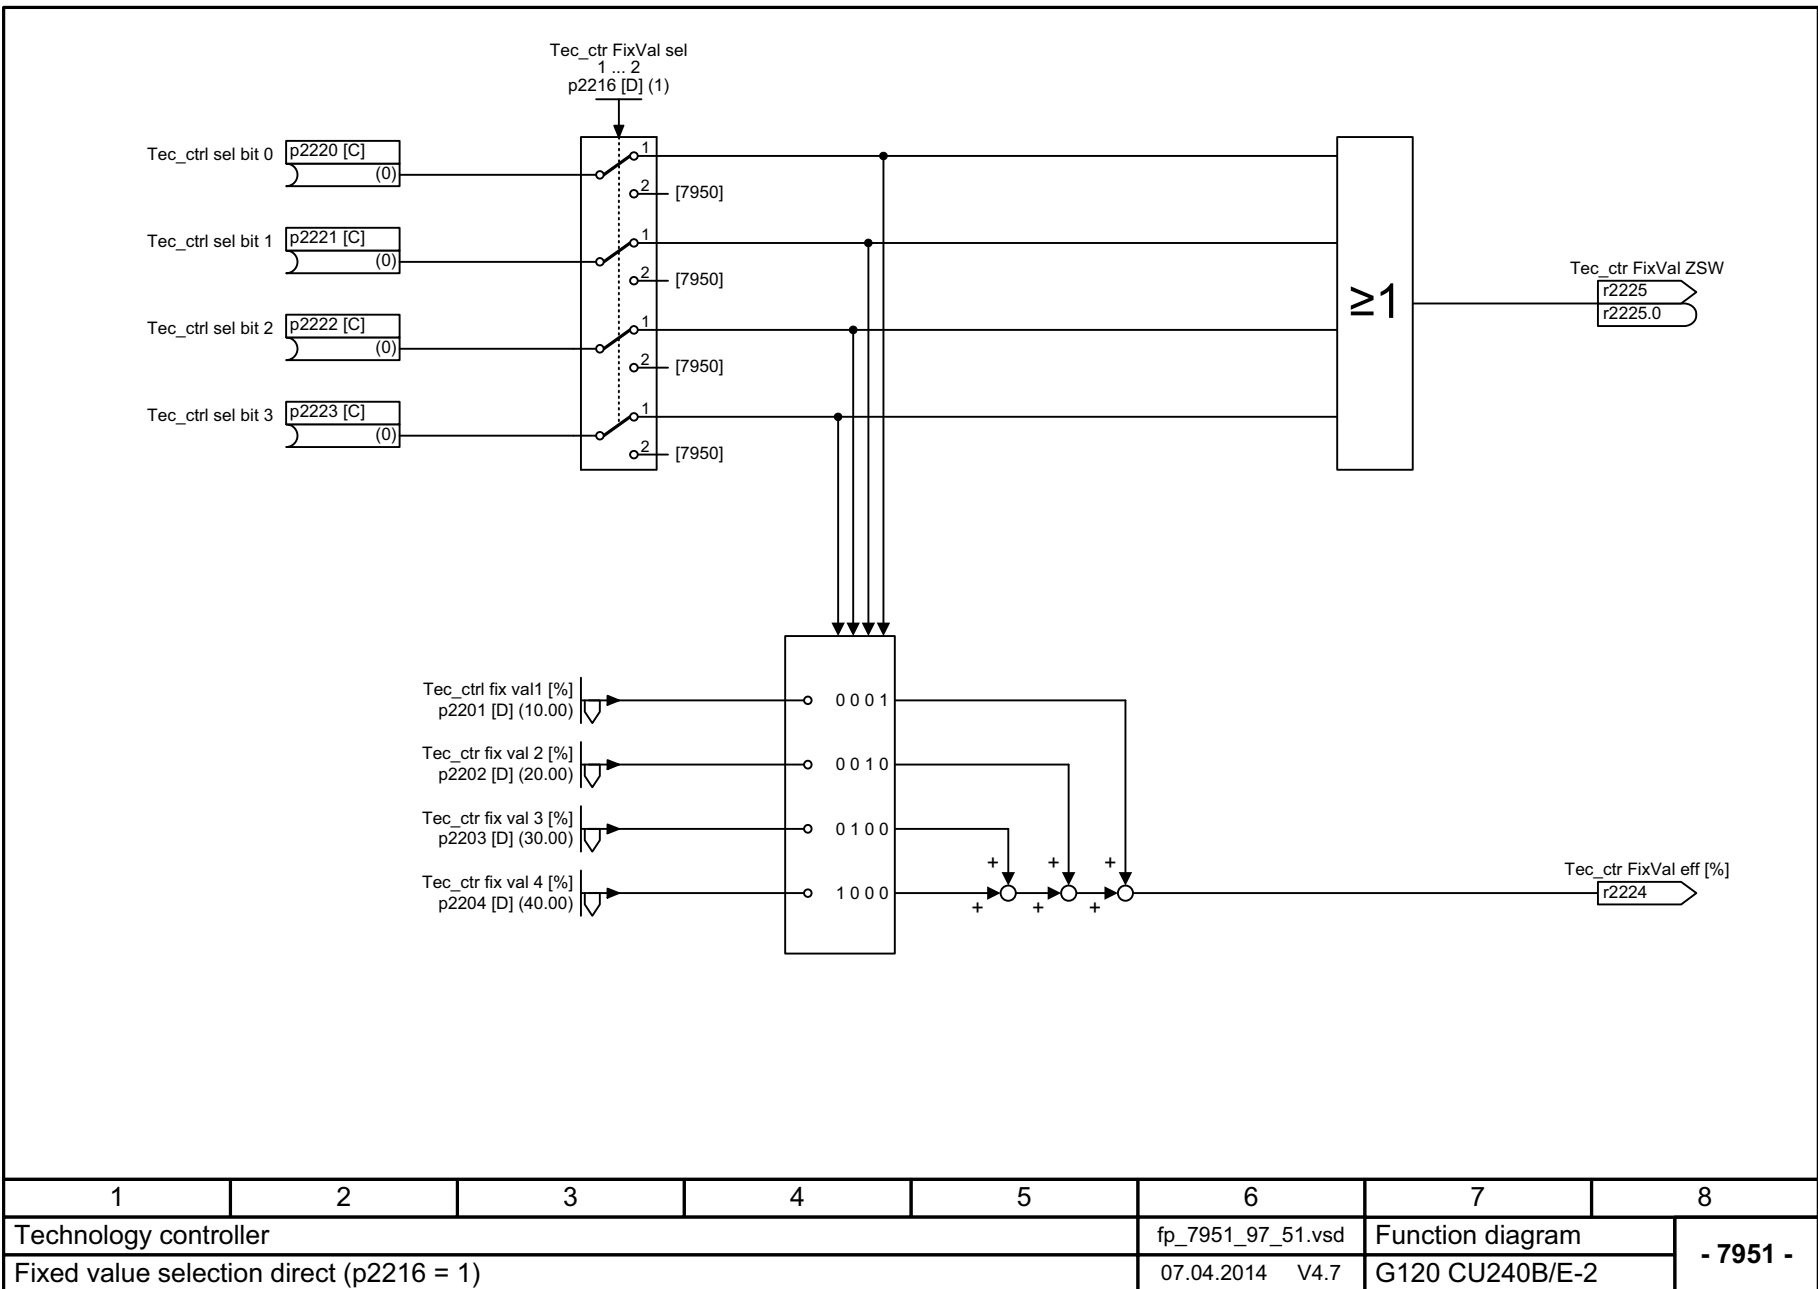 Tec_ctr FixVal sel
1 ... 2
p2216 [D] (1)
Tec_ctrl sel bit 0 p2220 [C]
(0)
1
2 [7950]
Tec_ctrl sel bit 1 p2221 [C]
(0)
1
2 [7950]
Tec_ctrl sel bit 2 p2222 [C]
(0)
1
2 [7950]
Tec_ctrl sel bit 3 p2223 [C]
(0)
1
2 [7950]
≥1
Tec_ctr FixVal ZSW
r2225
r2225.0
Tec_ctrl fix val1 [%]
p2201 [D] (10.00)
0 0 0 1
Tec_ctr fix val 2 [%]
p2202 [D] (20.00)
0 0 1 0
Tec_ctr fix val 3 [%]
p2203 [D] (30.00)
0 1 0 0
Tec_ctr fix val 4 [%]
p2204 [D] (40.00)
1 0 0 0
+ + +
+ + +
Tec_ctr FixVal eff [%]
r2224
1 2 3 4 5 6 7 8
Technology controller fp_7951_97_51.vsd Function diagram
- 7951 -
Fixed value selection direct (p2216 = 1) 07.04.2014 V4.7 G120 CU240B/E-2